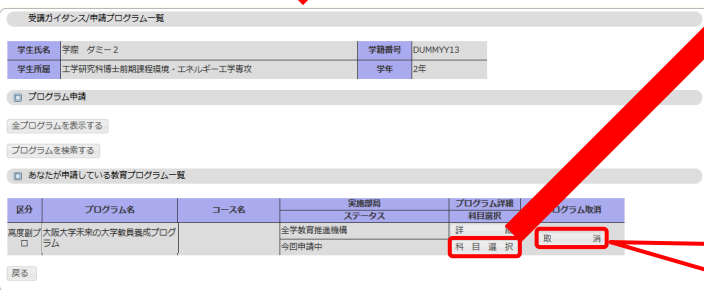 受講ガイダンス/申請プログラム一覧
学生氏名 学際 ダミー2 学籍番号 DUMMYY13
学生所属 工学研究科博士前期課程環境・エネルギー工学専攻 学年 2年
プログラム申請
全プログラムを表示する
プログラムを検索する
あなたが申請している教育プログラム一覧
区分 プログラム名 コース名 実施部局 プログラム詳細 ログラム取消
ステータス 科目選択
高度副プロ 大阪大学未来の大学教員養成プログラム 全学教育推進機構 詳 取 消
今回申請中 科 目 選 択
戻る